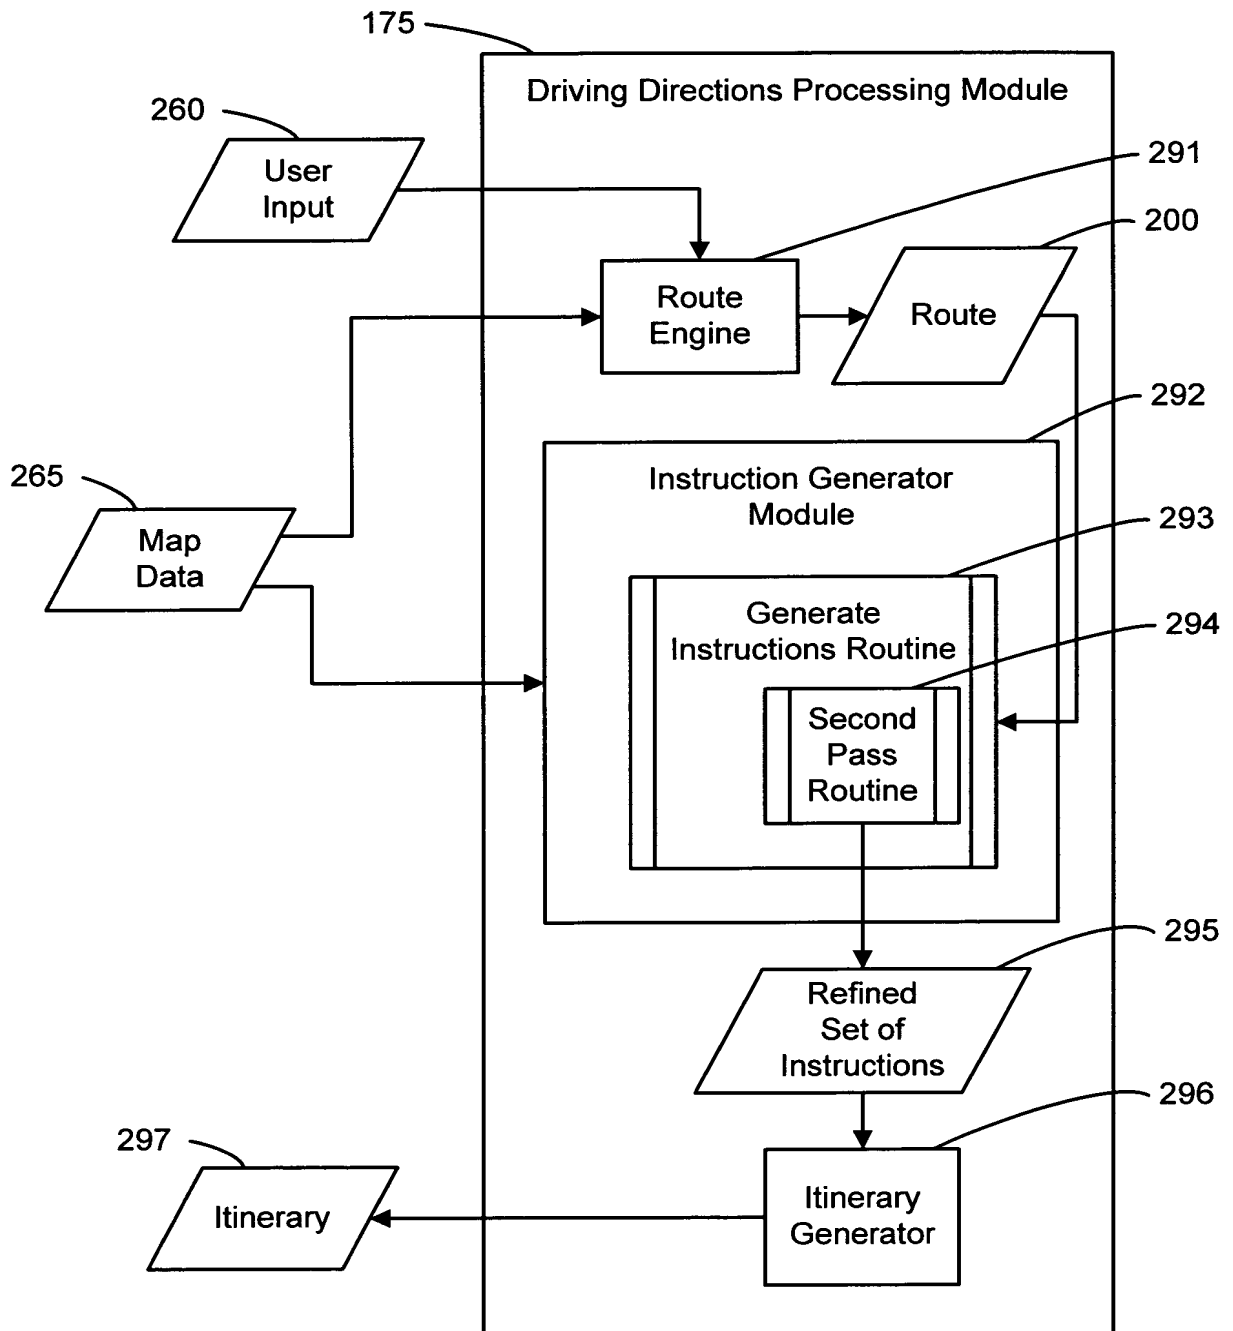 175
Driving Directions Processing Module
260
User
Input
291
200
Route
Engine
Route
292
265
Instruction Generator
Module
293
Map
Data
Generate
Instructions Routine
294
Second
Pass
Routine
295
Refined
Set of
Instructions
296
297
Itinerary
Itinerary
Generator